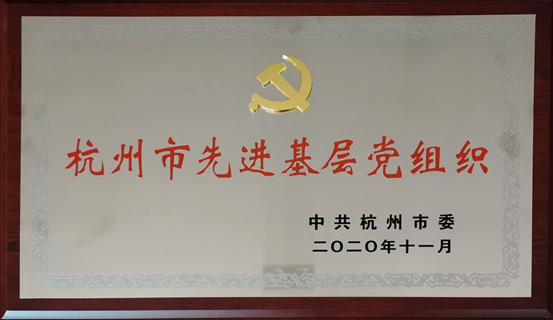 杭州市先进基层党组织
中共杭州市委
二〇二〇年十一月